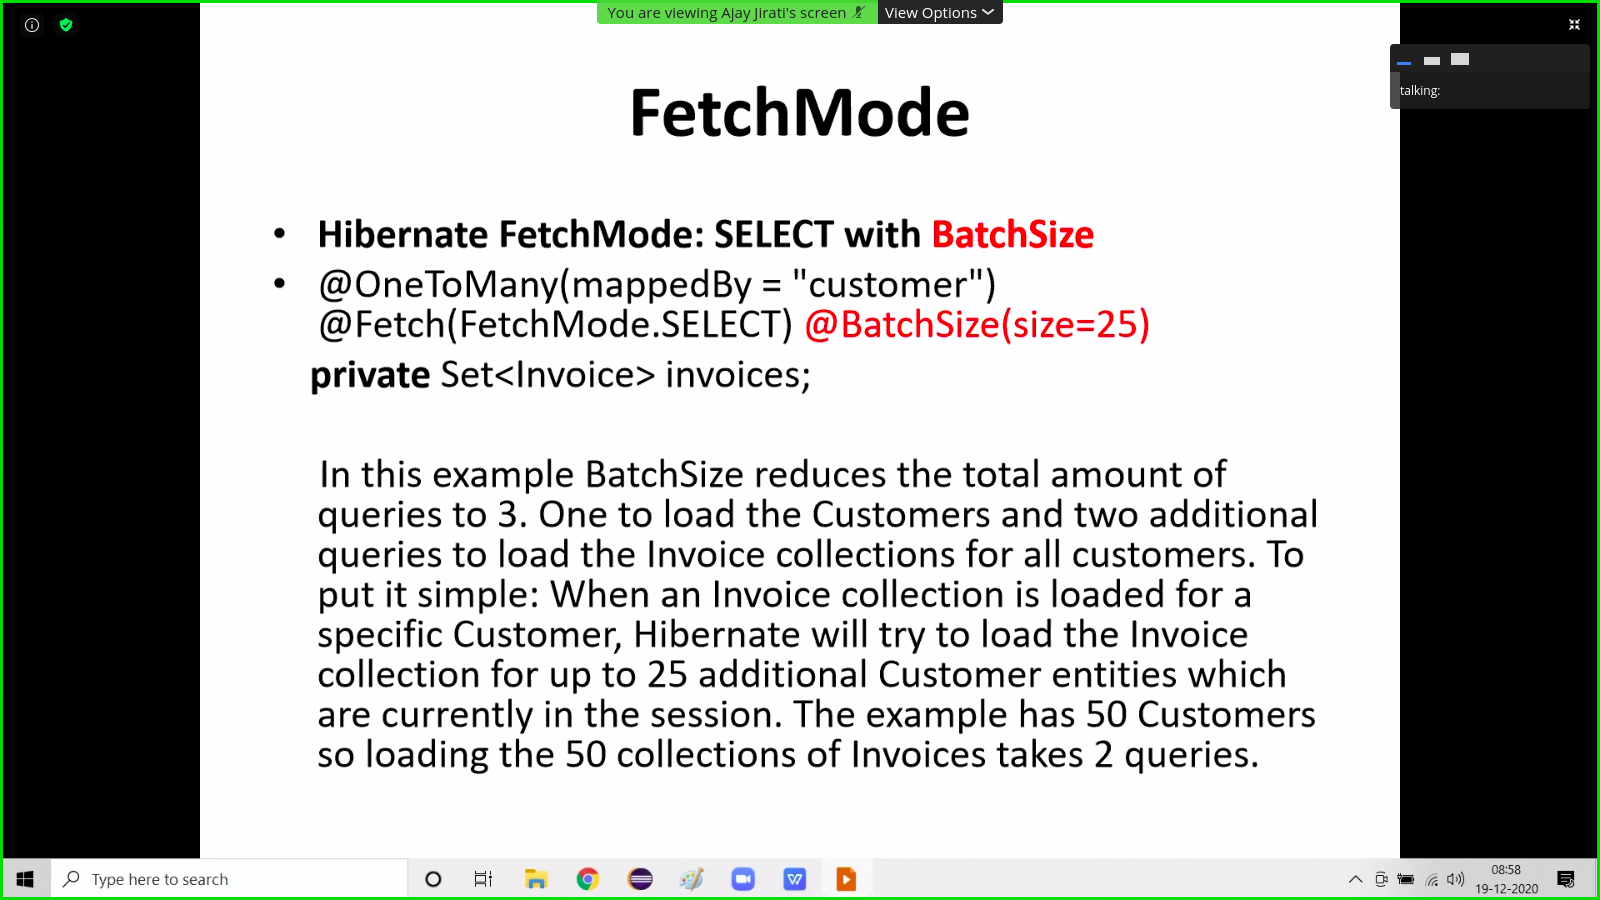 You are viewing Ajay Jirati's screen View Options
talking:
FetchMode
• Hibernate FetchMode: SELECT with BatchSize
• @OneToMany(mappedBy = "customer")
@Fetch(FetchMode.SELECT) @BatchSize(size=25)
private Set<Invoice> invoices;
In this example BatchSize reduces the total amount of
queries to 3. One to load the Customers and two additional
queries to load the Invoice collections for all customers. To
put it simple: When an Invoice collection is loaded for a
specific Customer, Hibernate will try to load the Invoice
collection for up to 25 additional Customer entities which
are currently in the session. The example has 50 Customers
so loading the 50 collections of Invoices takes 2 queries.
Type here to search
08:58
19-12-2020